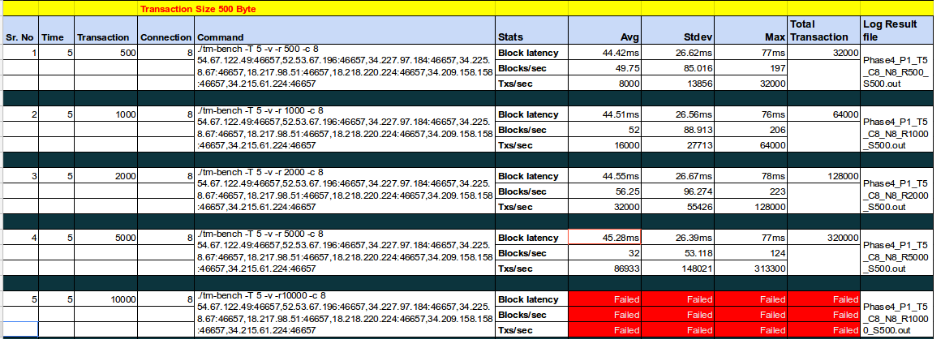 Transaction Size 500 Byte
Sr. No Time Transaction Connection Command Stats Avg Stdev Max Total Transaction Log Result file
1 5 500 8 ./tm-bench -T 5 -v -r 500 -c 8
54.67.122.49:46657,52.53.67.196:46657,34.227.97.184:46657,34.225.
8.67:46657,18.217.98.51:46657,18.218.220.224:46657,34.209.158.158
:46657,34.215.61.224:46657
Block latency 44.42ms 26.62ms 77ms 32000
Blocks/sec 49.75 85.016 197
Txs/sec 8000 13856 32000
Phase4_P1_T5
_C8_N8_R500_
S500.out
2 5 1000 8 ./tm-bench -T 5 -v -r 1000 -c 8
54.67.122.49:46657,52.53.67.196:46657,34.227.97.184:46657,34.225.
8.67:46657,18.217.98.51:46657,18.218.220.224:46657,34.209.158.158
:46657,34.215.61.224:46657
Block latency 44.51ms 26.56ms 76ms 64000
Blocks/sec 52 88.913 206
Txs/sec 16000 27713 64000
Phase4_P1_T5
_C8_N8_R1000
_S500.out
3 5 2000 8 ./tm-bench -T 5 -v -r 2000 -c 8
54.67.122.49:46657,52.53.67.196:46657,34.227.97.184:46657,34.225.
8.67:46657,18.217.98.51:46657,18.218.220.224:46657,34.209.158.158
:46657,34.215.61.224:46657
Block latency 44.55ms 26.67ms 78ms 128000
Blocks/sec 56.25 96.274 223
Txs/sec 32000 55426 128000
Phase4_P1_T5
_C8_N8_R2000
_S500.out
4 5 5000 8 ./tm-bench -T 5 -v -r 5000 -c 8
54.67.122.49:46657,52.53.67.196:46657,34.227.97.184:46657,34.225.
8.67:46657,18.217.98.51:46657,18.218.220.224:46657,34.209.158.158
:46657,34.215.61.224:46657
Block latency 45.28ms 26.39ms 77ms 320000
Blocks/sec 32 53.118 124
Txs/sec 86933 148021 313300
Phase4_P1_T5
_C8_N8_R5000
_S500.out
5 5 10000 8 ./tm-bench -T 5 -v -r10000 -c 8
54.67.122.49:46657,52.53.67.196:46657,34.227.97.184:46657,34.225.
8.67:46657,18.217.98.51:46657,18.218.220.224:46657,34.209.158.158
:46657,34.215.61.224:46657
Block latency Failed Failed Failed Failed
Blocks/sec Failed Failed Failed Failed
Txs/sec Failed Failed Failed Failed
Phase4_P1_T5
_C8_N8_R1000
0_S500.out